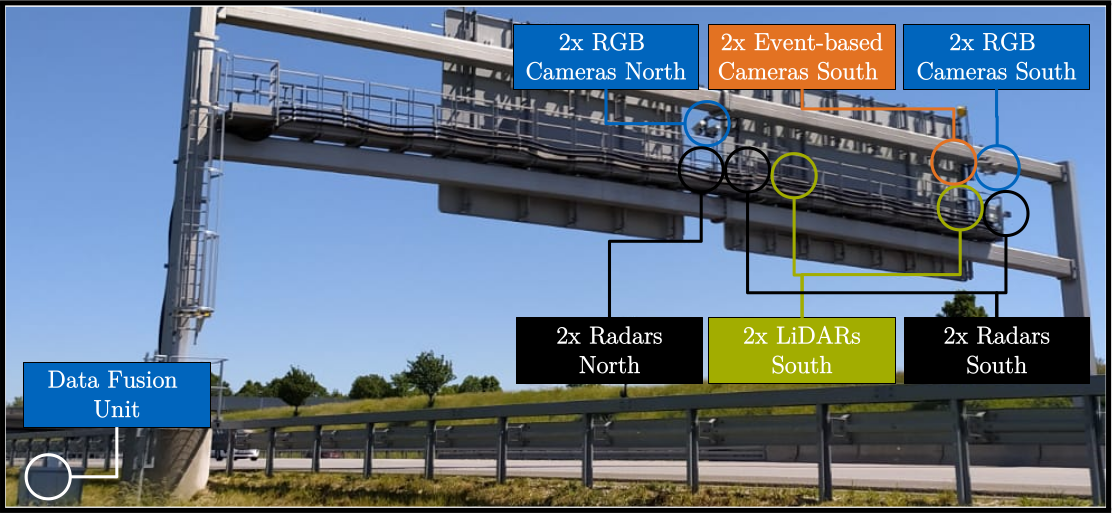 2x RGB
Cameras North
2x Event-based
Cameras South
2x RGB
Cameras South
2x Radars
North
2x LiDARs
South
2x Radars
South
Data Fusion
Unit